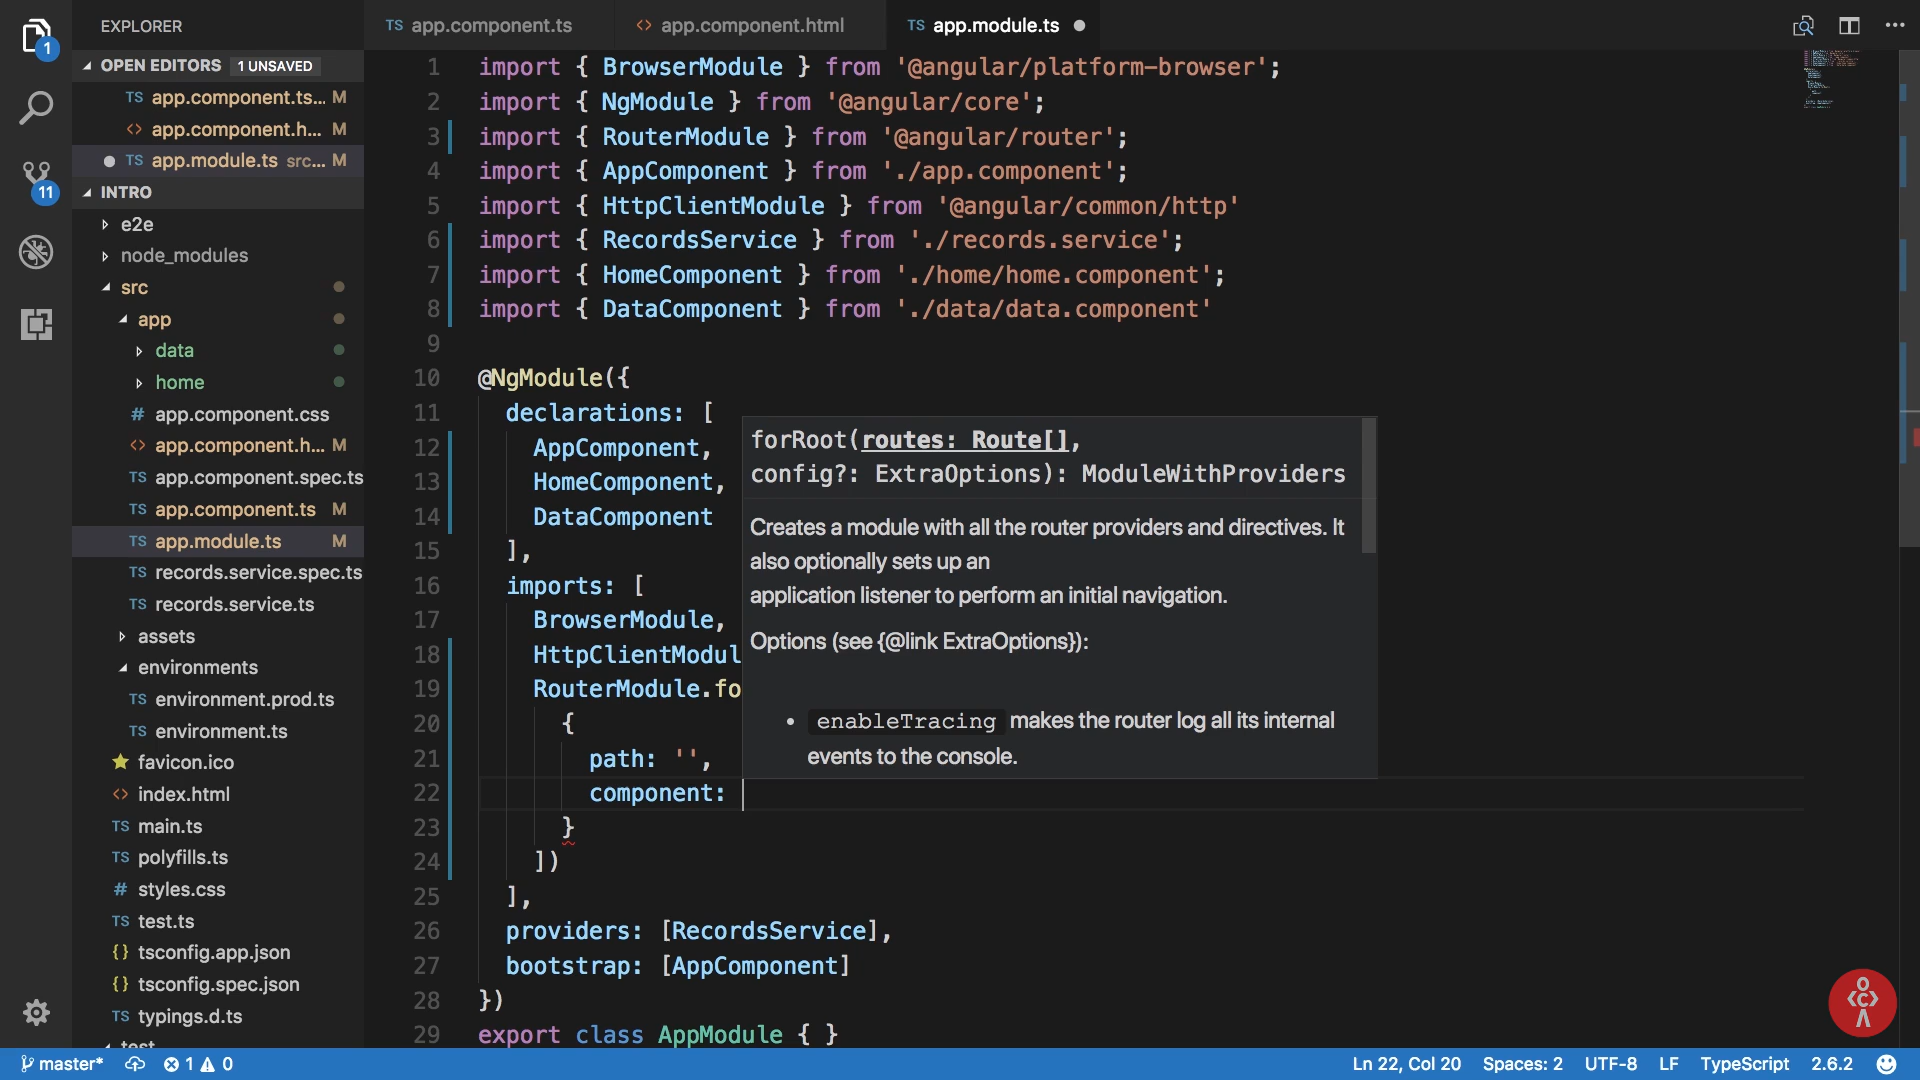 EXPLORER
TS app.component.ts
<> app.component.html
TS app.module.ts
1
OPEN EDITORS 1 UNSAVED
TS app.component.ts... M
<> app.component.h... M
TS app.module.ts src... M
11
INTRO
e2e
node_modules
src
app
data
home
# app.component.css
<> app.component.h... M
TS app.component.spec.ts
TS app.component.ts M
TS app.module.ts M
TS records.service.spec.ts
TS records.service.ts
assets
environments
TS environment.prod.ts
TS environment.ts
favicon.ico
<> index.html
TS main.ts
TS polyfills.ts
# styles.css
TS test.ts
{} tsconfig.app.json
{} tsconfig.spec.json
TS typings.d.ts
test
1 import { BrowserModule } from '@angular/platform-browser';
2 import { NgModule } from '@angular/core';
3 import { RouterModule } from '@angular/router';
4 import { AppComponent } from './app.component';
5 import { HttpClientModule } from '@angular/common/http'
6 import { RecordsService } from './records.service';
7 import { HomeComponent } from './home/home.component';
8 import { DataComponent } from './data/data.component'
9
10 @NgModule({
11 declarations: [
12 AppComponent,
13 HomeComponent,
14 DataComponent
15 ],
16 imports: [
17 BrowserModule,
18 HttpClientModul
19 RouterModule.fo
20 {
21 path: '',
22 component:
23 }
24 ])
25 ],
26 providers: [RecordsService],
27 bootstrap: [AppComponent]
28 })
29 export class AppModule { }
forRoot(routes: Route[],
config?: ExtraOptions): ModuleWithProviders
Creates a module with all the router providers and directives. It
also optionally sets up an
application listener to perform an initial navigation.
Options (see {@link ExtraOptions}):
• enableTracing makes the router log all its internal
events to the console.
master* 1 0
Ln 22, Col 20 Spaces: 2 UTF-8 LF TypeScript 2.6.2